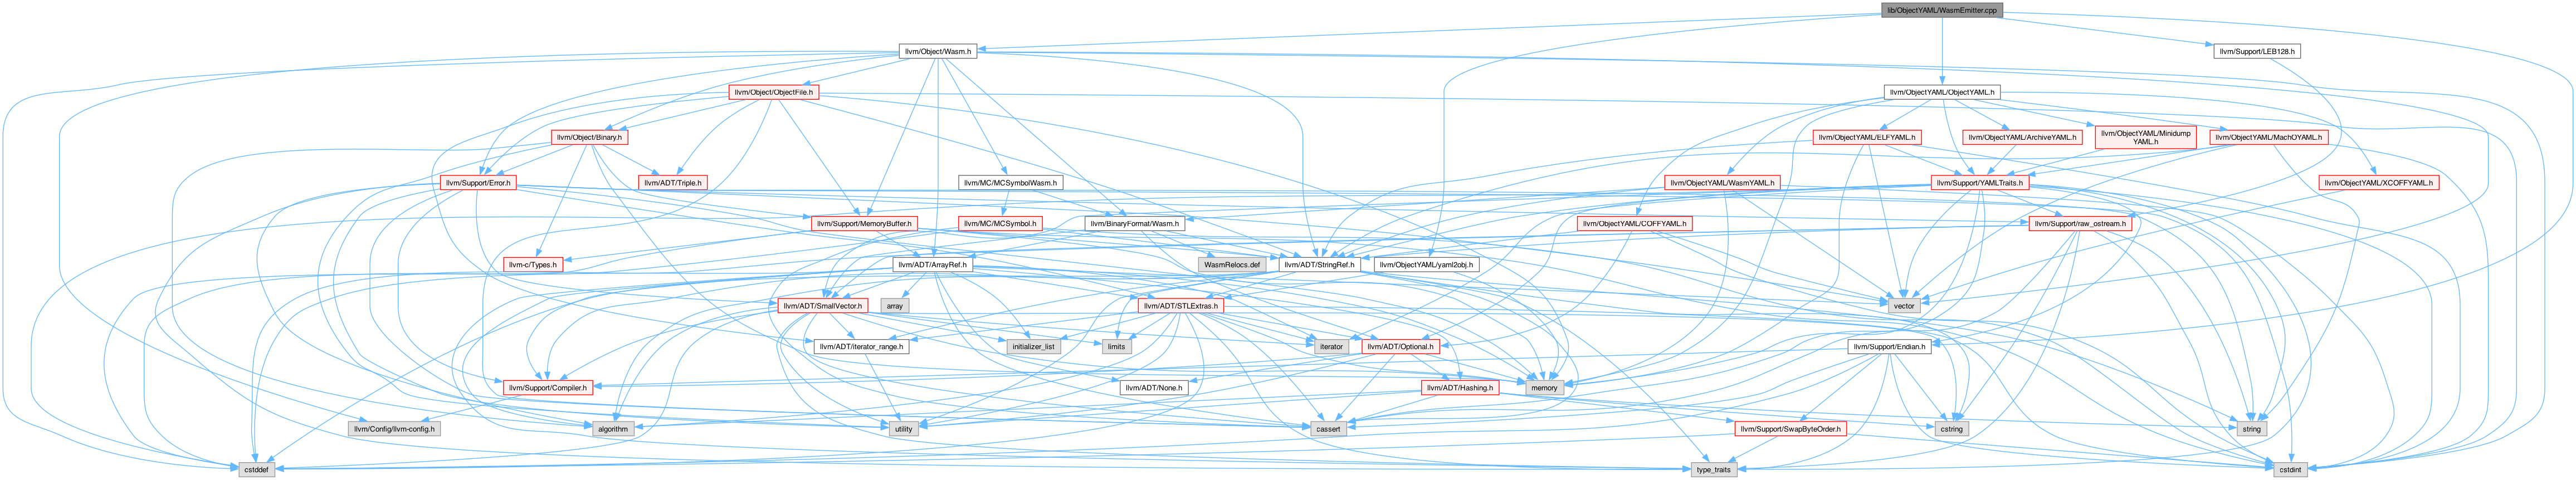 lib/ObjectYAML/WasmEmitter.cpp
llvm/Object/Wasm.h
llvm/Support/LEB128.h
llvm/Object/ObjectFile.h
llvm/ObjectYAML/ObjectYAML.h
llvm/Object/Binary.h
llvm/ObjectYAML/ELFYAML.h
llvm/ObjectYAML/ArchiveYAML.h
llvm/ObjectYAML/Minidump
YAML.h
llvm/ObjectYAML/MachOYAML.h
llvm/Support/Error.h
llvm/ADT/Triple.h
llvm/MC/MCSymbolWasm.h
llvm/ObjectYAML/WasmYAML.h
llvm/Support/YAMLTraits.h
llvm/ObjectYAML/XCOFFYAML.h
llvm/Support/MemoryBuffer.h
llvm/MC/MCSymbol.h
llvm/BinaryFormat/Wasm.h
llvm/ObjectYAML/COFFYAML.h
llvm/Support/raw_ostream.h
llvm-c/Types.h
llvm/ADT/ArrayRef.h
WasmRelocs.def
llvm/ADT/StringRef.h
llvm/ObjectYAML/yaml2obj.h
llvm/ADT/SmallVector.h
array
llvm/ADT/STLExtras.h
vector
llvm/ADT/iterator_range.h
initializer_list
limits
iterator
llvm/ADT/Optional.h
llvm/Support/Endian.h
llvm/Support/Compiler.h
llvm/ADT/None.h
llvm/ADT/Hashing.h
memory
llvm/Config/llvm-config.h
algorithm
utility
cassert
llvm/Support/SwapByteOrder.h
cstring
string
cstddef
type_traits
cstdint